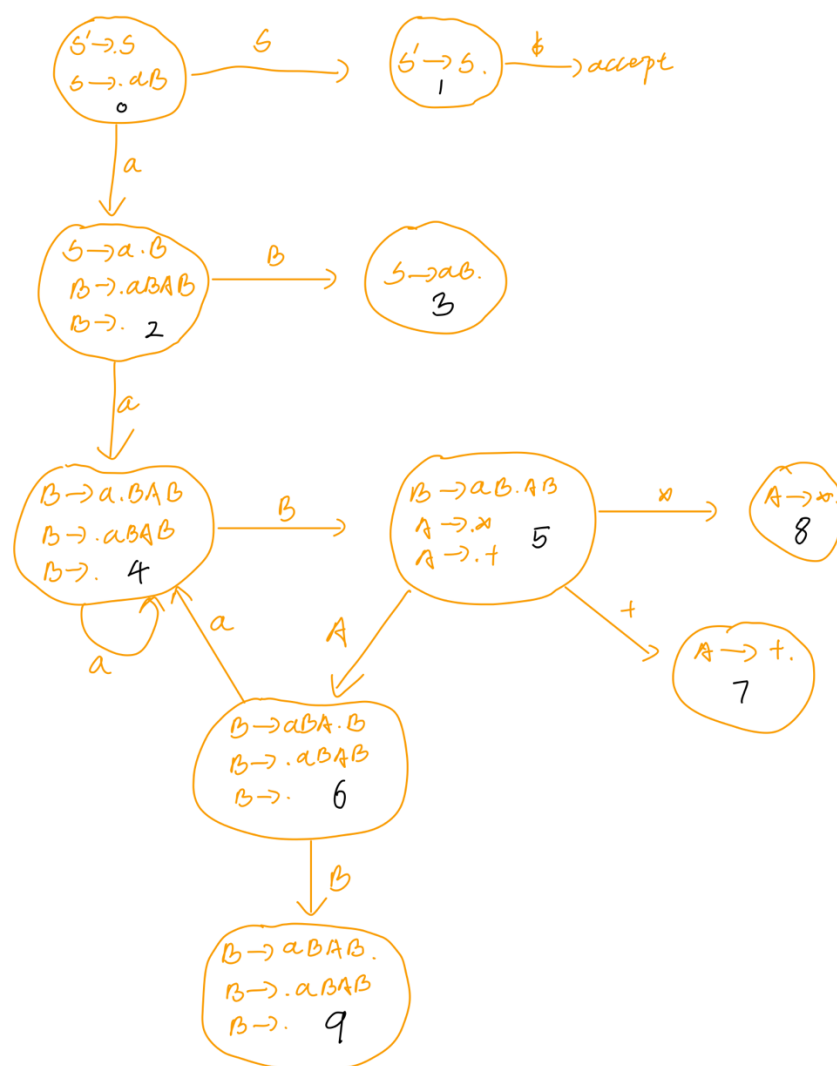 S'→.S
S→.aB
0
S
S'→S.
1
$
accept
a
S→a.B
B→.aBAB
B→.
2
B
S→aB.
3
a
B→a.BAB
B→.aBAB
B→.
4
B
B→aB.AB
A→.*
A→.+
5
*
A→*.
8
a
a
A
+
A→+.
7
B→aBA.B
B→.aBAB
B→.
6
B
B→aBAB.
B→.aBAB
B→.
9